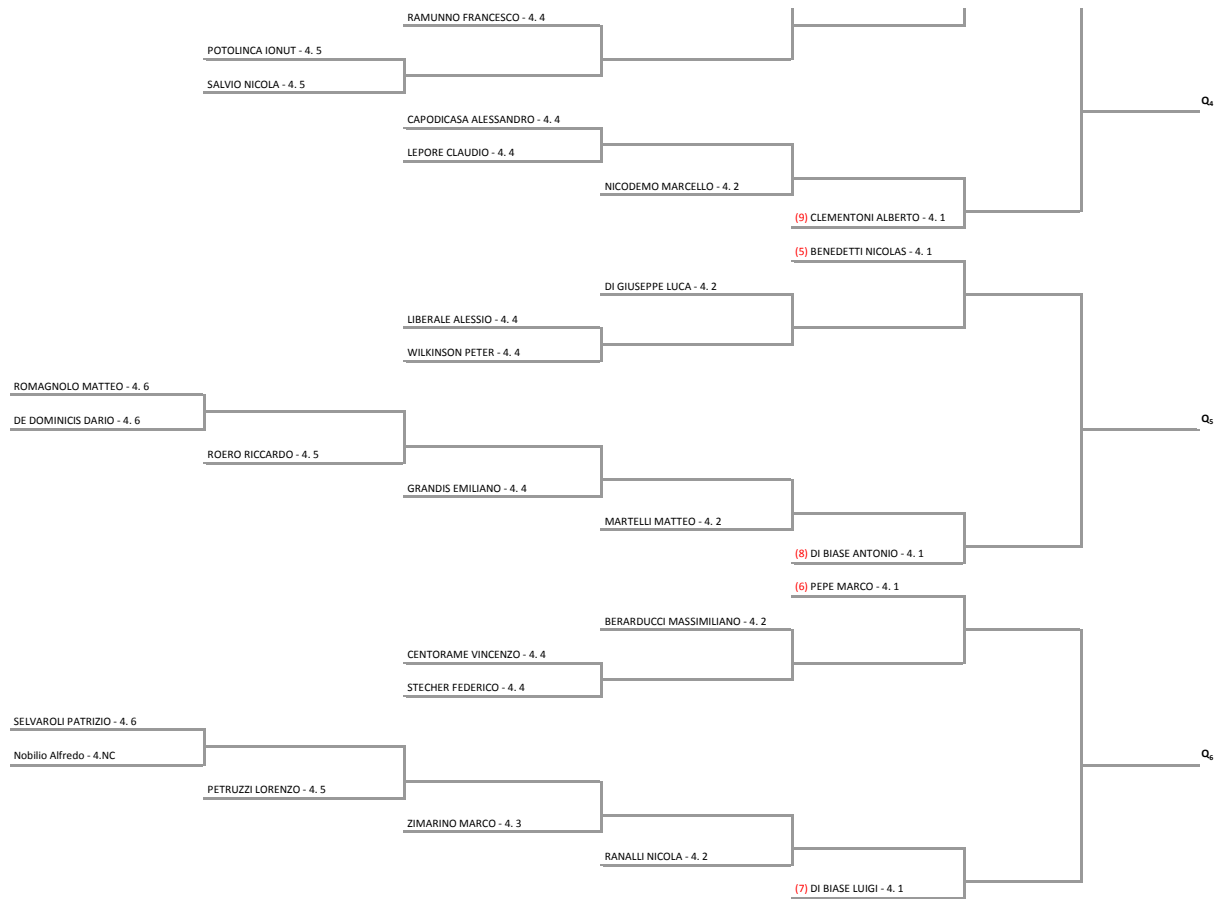 RAMUNNO FRANCESCO - 4. 4
POTOLINCA IONUT - 4. 5
SALVIO NICOLA - 4. 5
Q4
CAPODICASA ALESSANDRO - 4. 4
LEPORE CLAUDIO - 4. 4
NICODEMO MARCELLO - 4. 2
(9) CLEMENTONI ALBERTO - 4. 1
(5) BENEDETTI NICOLAS - 4. 1
DI GIUSEPPE LUCA - 4. 2
LIBERALE ALESSIO - 4. 4
WILKINSON PETER - 4. 4
ROMAGNOLO MATTEO - 4. 6
DE DOMINICIS DARIO - 4. 6
Q5
ROERO RICCARDO - 4. 5
GRANDIS EMILIANO - 4. 4
MARTELLI MATTEO - 4. 2
(8) DI BIASE ANTONIO - 4. 1
(6) PEPE MARCO - 4. 1
BERARDUCCI MASSIMILIANO - 4. 2
CENTORAME VINCENZO - 4. 4
STECHER FEDERICO - 4. 4
SELVAROLI PATRIZIO - 4. 6
Nobilio Alfredo - 4.NC
Q6
PETRUZZI LORENZO - 4. 5
ZIMARINO MARCO - 4. 3
RANALLI NICOLA - 4. 2
(7) DI BIASE LUIGI - 4. 1